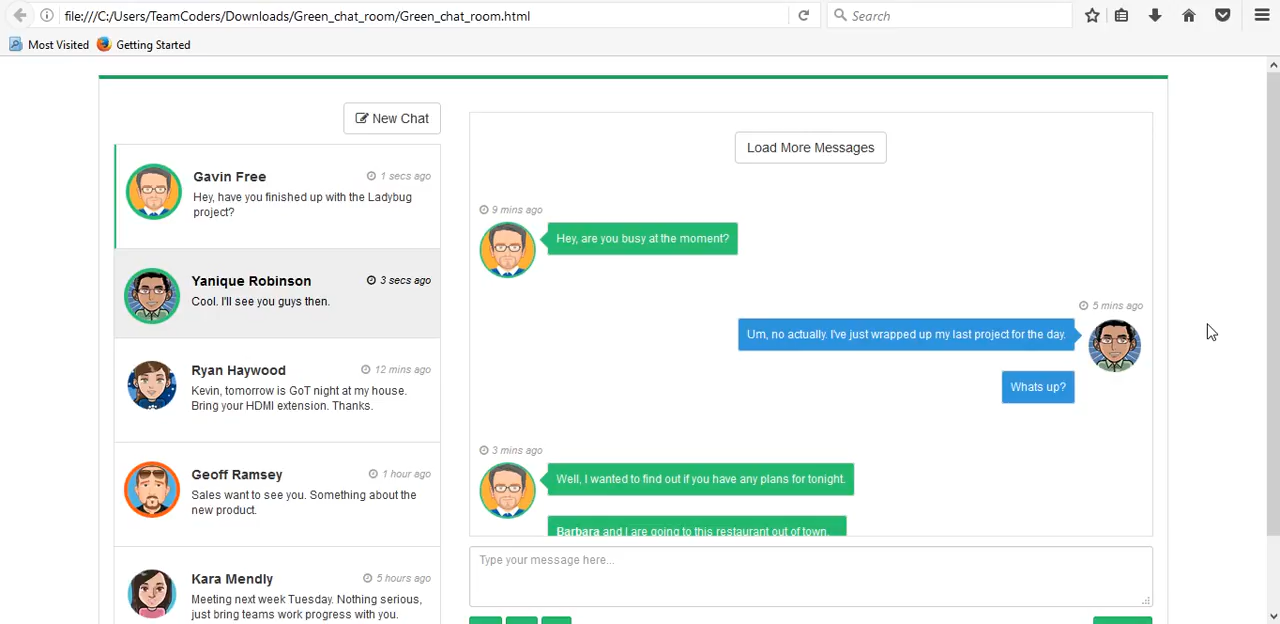 file:///C:/Users/TeamCoders/Downloads/Green_chat_room/Green_chat_room.html
Search
Most Visited
Getting Started
New Chat
Gavin Free
1 secs ago
Hey, have you finished up with the Ladybug
project?
Yanique Robinson
3 secs ago
Cool. I'll see you guys then.
Ryan Haywood
12 mins ago
Kevin, tomorrow is GoT night at my house.
Bring your HDMI extension. Thanks.
Geoff Ramsey
1 hour ago
Sales want to see you. Something about the
new product.
Kara Mendly
5 hours ago
Meeting next week Tuesday. Nothing serious,
just bring teams work progress with you.
Load More Messages
9 mins ago
Hey, are you busy at the moment?
5 mins ago
Um, no actually. I've just wrapped up my last project for the day.
Whats up?
3 mins ago
Well, I wanted to find out if you have any plans for tonight.
Barbara and I are going to this restaurant out of town.
Type your message here...